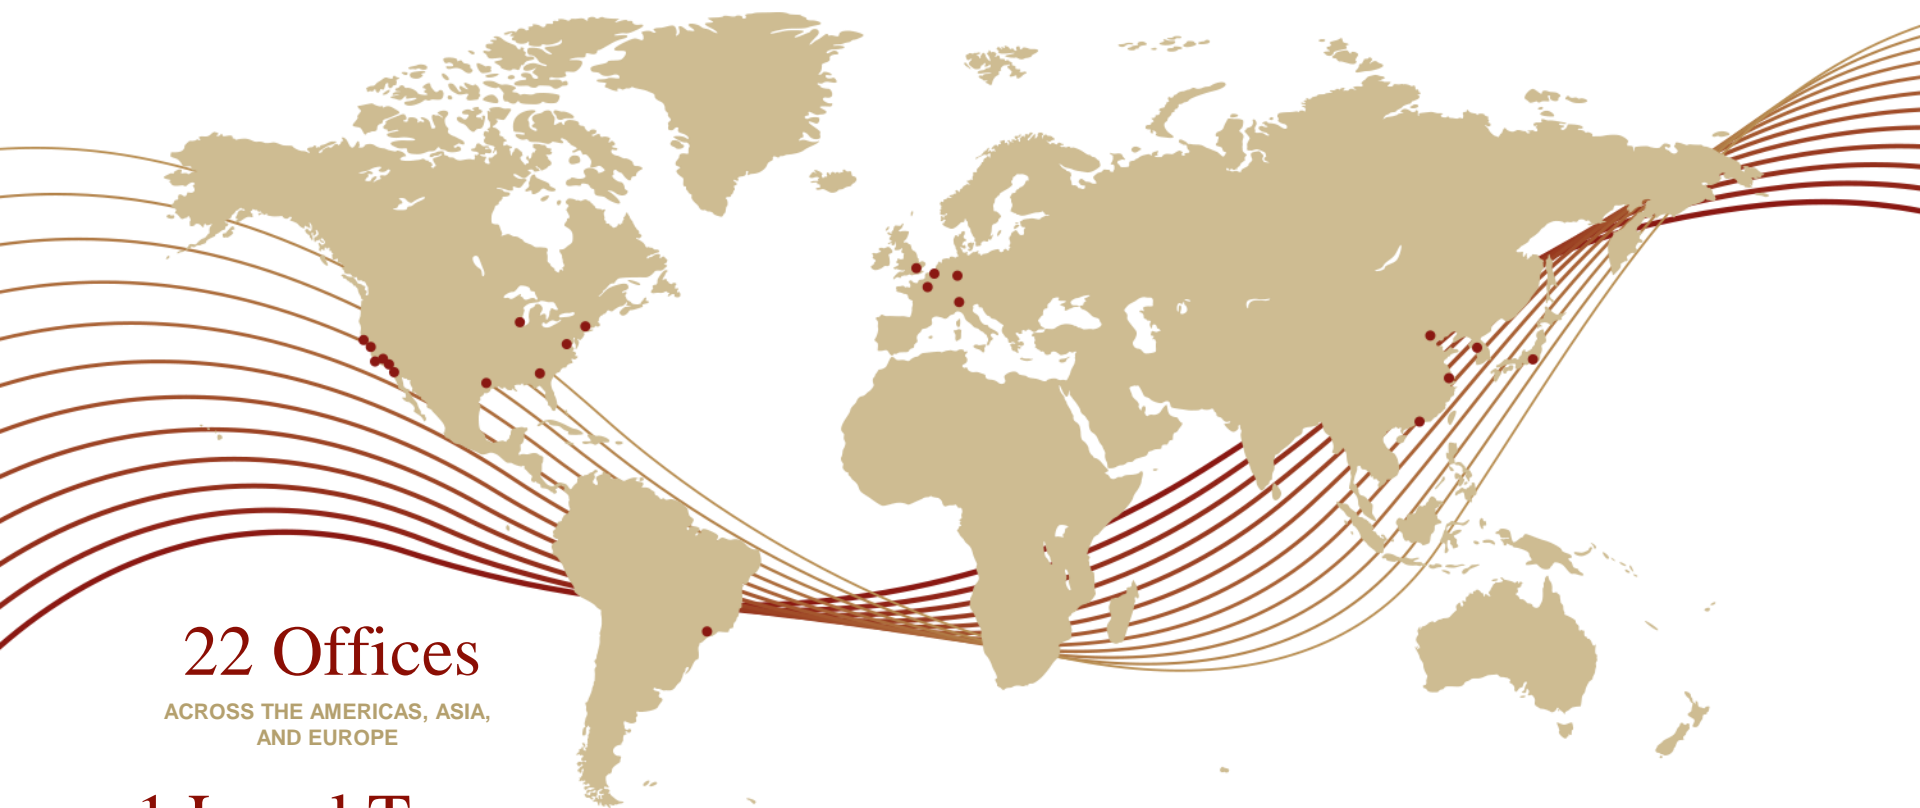 22 Offices
ACROSS THE AMERICAS, ASIA,
AND EUROPE